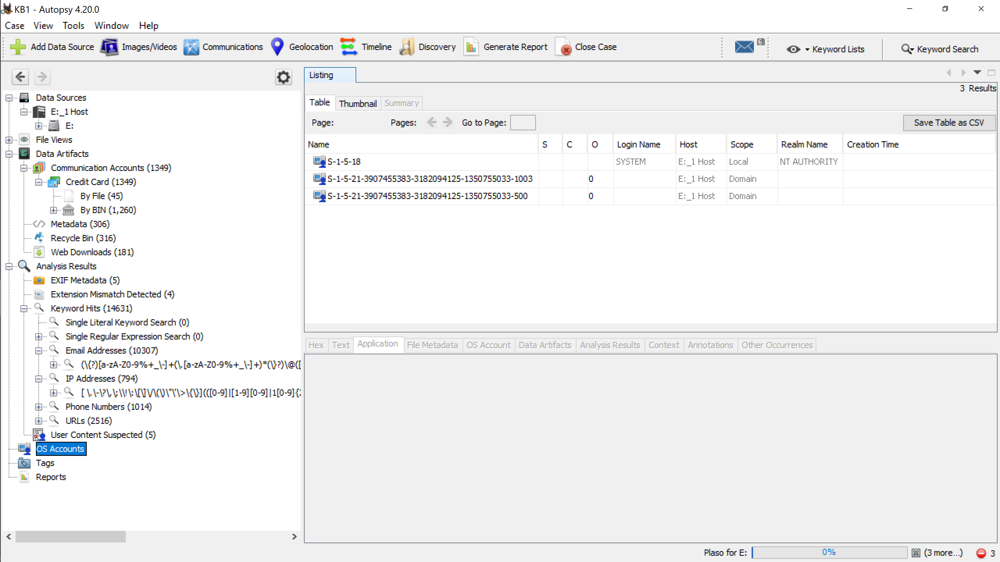 KB1 - Autopsy 4.20.0
Case View Tools Window Help
Add Data Source Images/Videos Communications Geolocation Timeline Discovery Generate Report Close Case 6 Keyword Lists Keyword Search
Listing
3 Results
Table Thumbnail Summary
Page: Pages: Go to Page: Save Table as CSV
Name S C O Login Name Host Scope Realm Name Creation Time
S-1-5-18 SYSTEM E:_1 Host Local NT AUTHORITY
S-1-5-21-3907455383-3182094125-1350755033-1003 0 E:_1 Host Domain
S-1-5-21-3907455383-3182094125-1350755033-500 0 E:_1 Host Domain
Data Sources
E:_1 Host
E:
File Views
Data Artifacts
Communication Accounts (1349)
Credit Card (1349)
By File (45)
By BIN (1,260)
Metadata (306)
Recycle Bin (316)
Web Downloads (181)
Analysis Results
EXIF Metadata (5)
Extension Mismatch Detected (4)
Keyword Hits (14631)
Single Literal Keyword Search (0)
Single Regular Expression Search (0)
Email Addresses (10307)
(\{?)[a-zA-Z0-9%+_\-]+(\.[a-zA-Z0-9%+_\-]+)*(\}?)\@([
IP Addresses (794)
[ \.\-\?\,\;\\!\:\[\]\/\(\)\"\'\>\{\}](([0-9]|[1-9][0-9]|1[0-9]{2
Phone Numbers (1014)
URLs (2516)
User Content Suspected (5)
OS Accounts
Tags
Reports
Hex Text Application File Metadata OS Account Data Artifacts Analysis Results Context Annotations Other Occurrences
Plaso for E: 0% (3 more...) 3